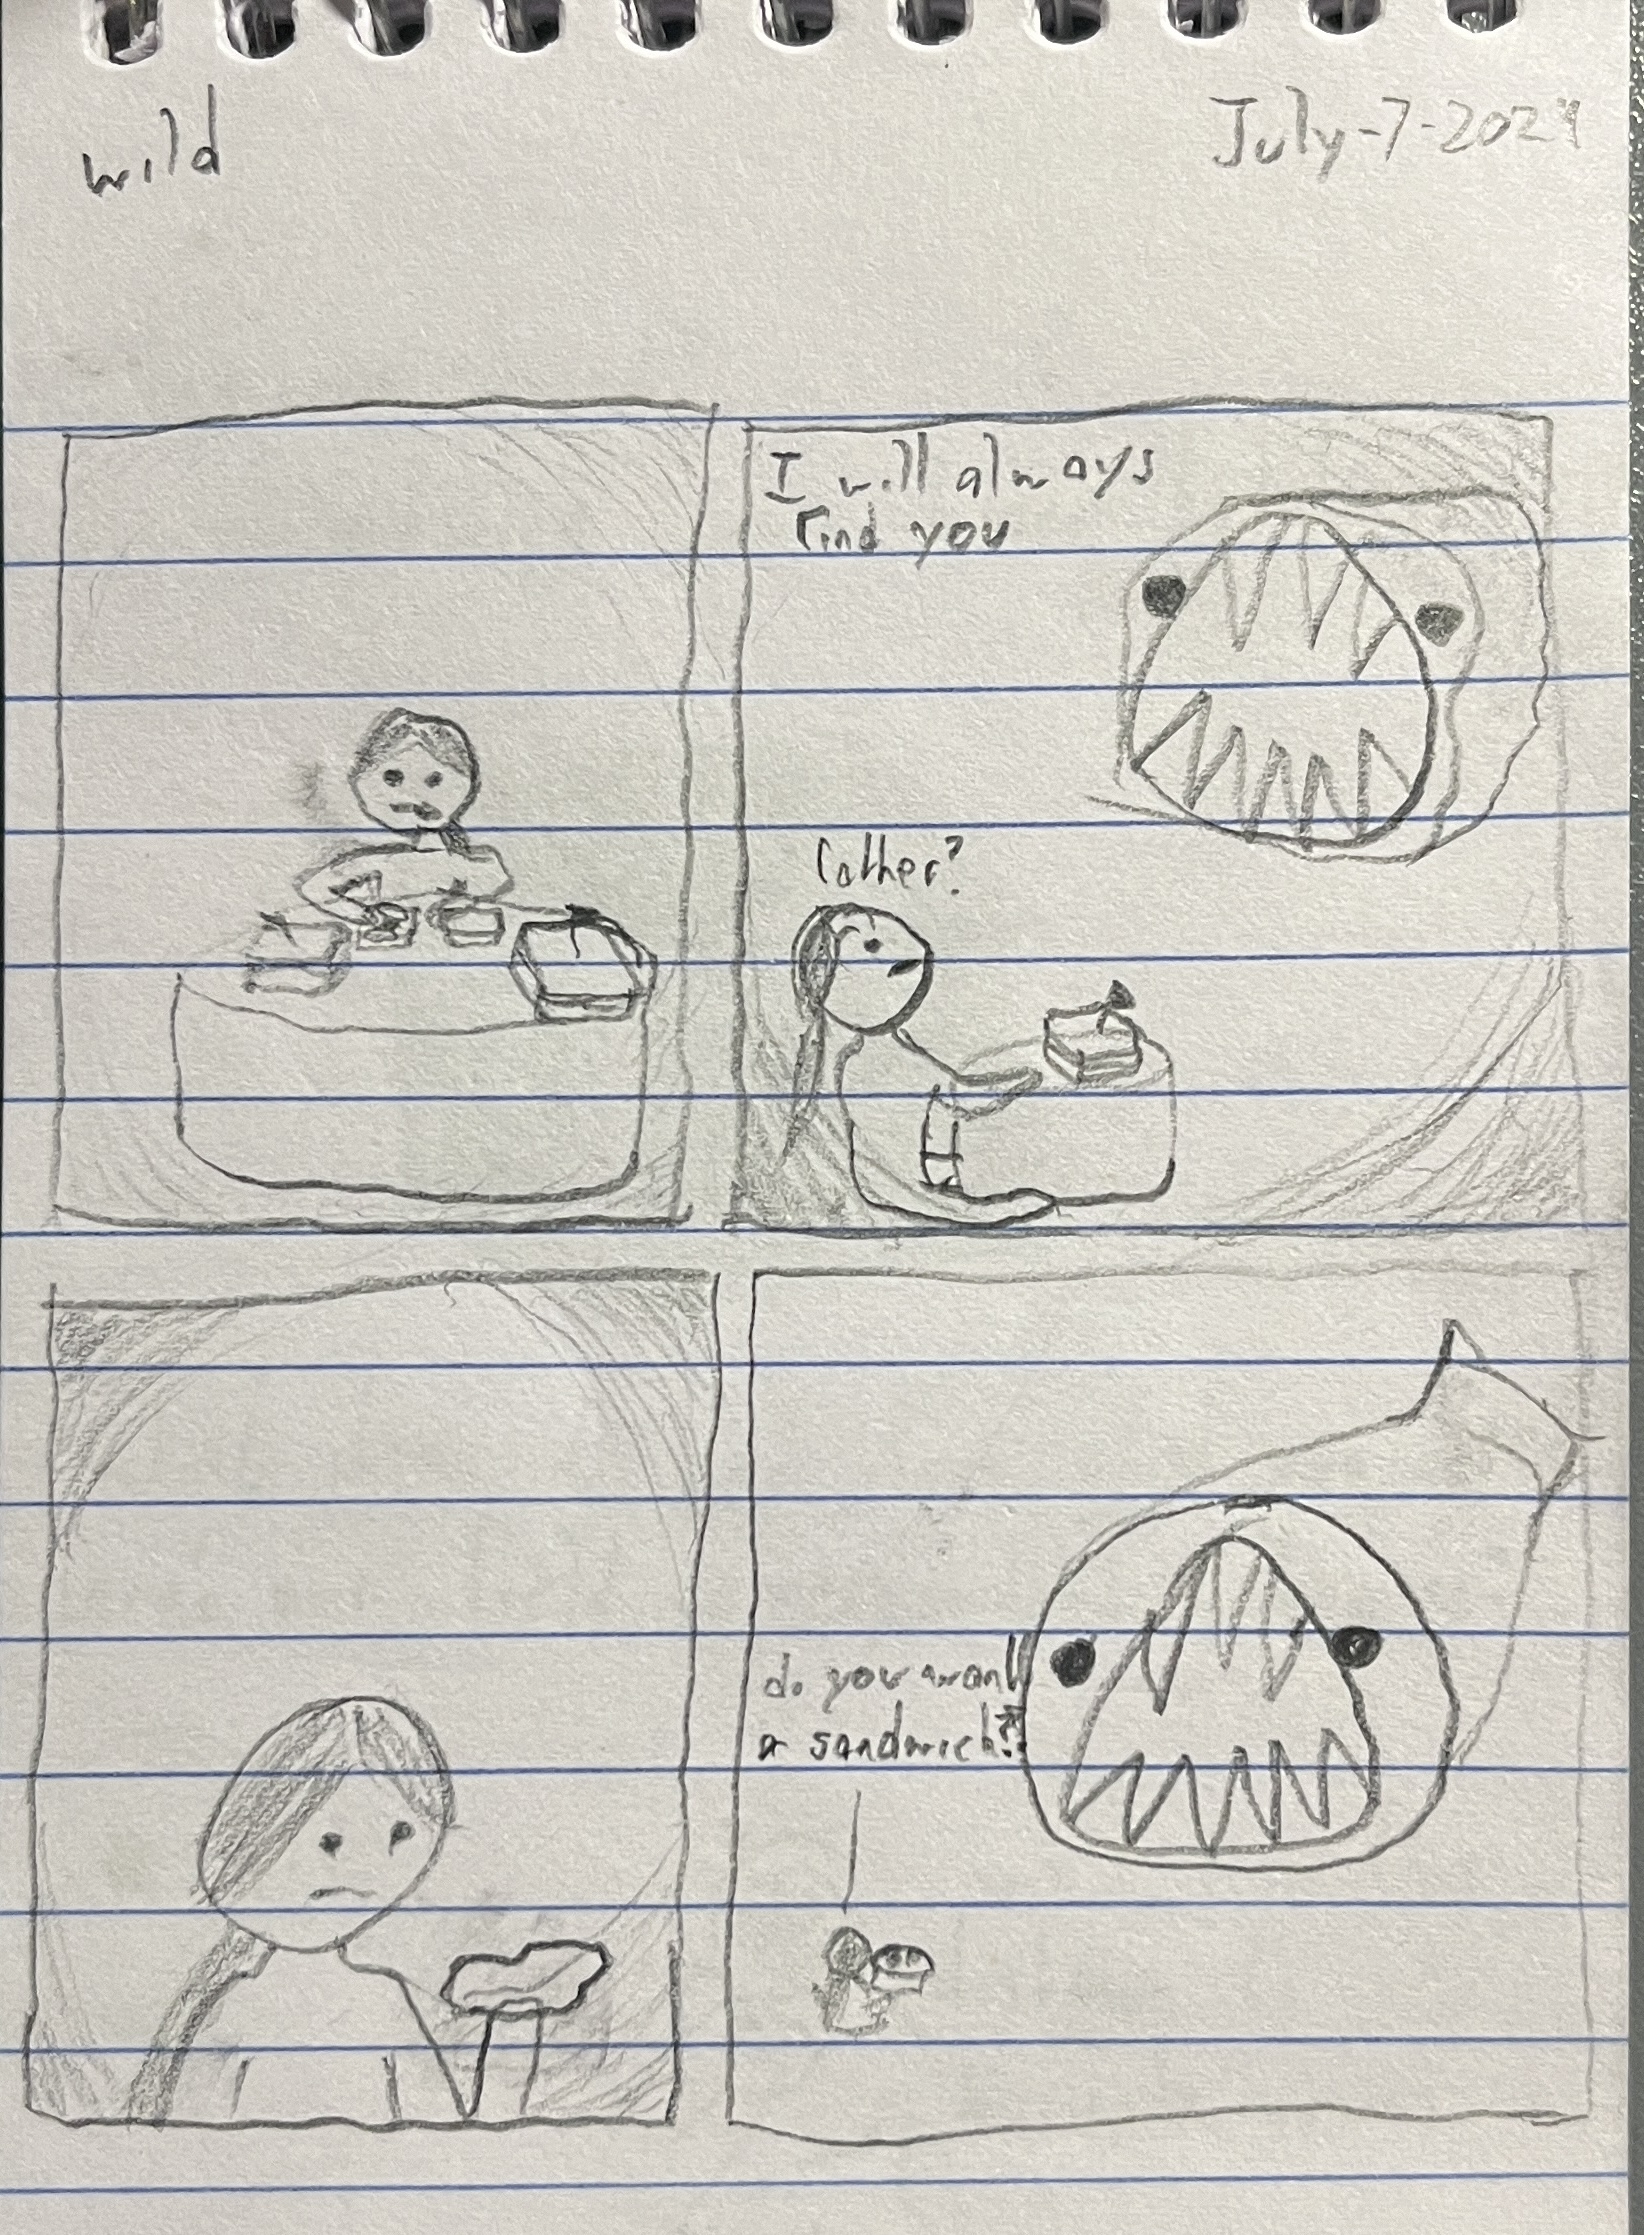 wild
July-7-2024
I will always
find you
father?
do you want
a sandwich?